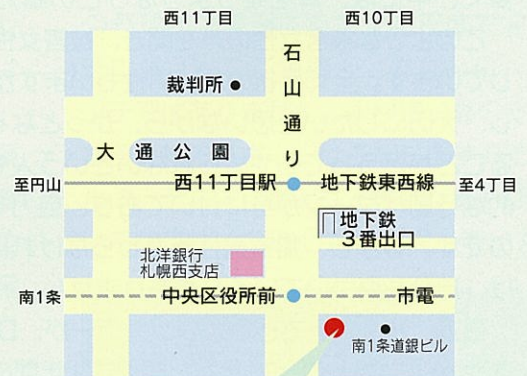 西11丁目
西10丁目
石山通り
裁判所
大通公園
至円山
西11丁目駅
地下鉄東西線
至4丁目
地下鉄
3番出口
北洋銀行
札幌西支店
南1条
中央区役所前
市電
南1条道銀ビル